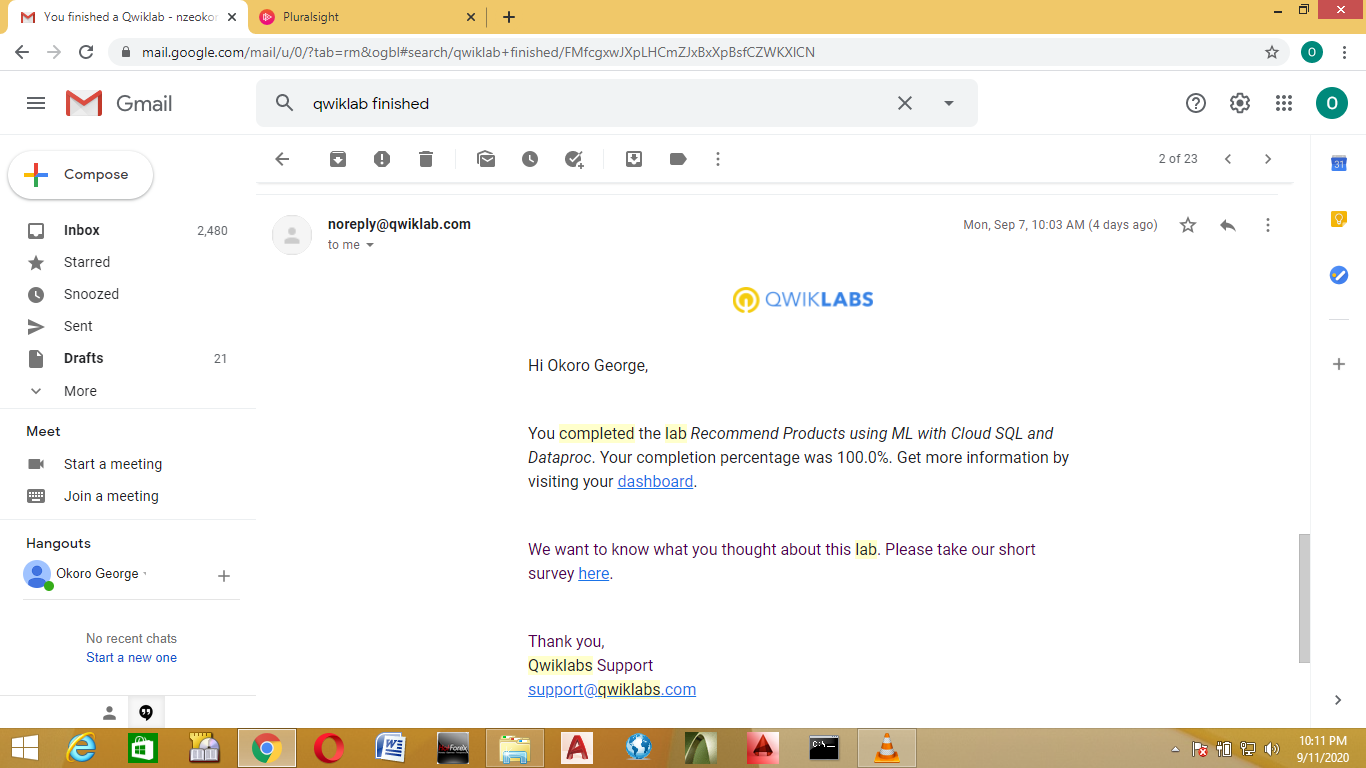 You finished a Qwiklab - nzeokor
Pluralsight
mail.google.com/mail/u/0/?tab=rm&ogbl#search/qwiklab+finished/FMfcgxwJXpLHCmZJxBxXpBsfCZWKXlCN
O
Gmail
qwiklab finished
O
Compose
2 of 23
31
Inbox 2,480
Starred
Snoozed
Sent
Drafts 21
More
Meet
Start a meeting
Join a meeting
Hangouts
Okoro George
No recent chats
Start a new one
noreply@qwiklab.com
Mon, Sep 7, 10:03 AM (4 days ago)
to me
QWIKLABS
Hi Okoro George,
You completed the lab Recommend Products using ML with Cloud SQL and
Dataproc. Your completion percentage was 100.0%. Get more information by
visiting your dashboard.
We want to know what you thought about this lab. Please take our short
survey here.
Thank you,
Qwiklabs Support
support@qwiklabs.com
10:11 PM
9/11/2020